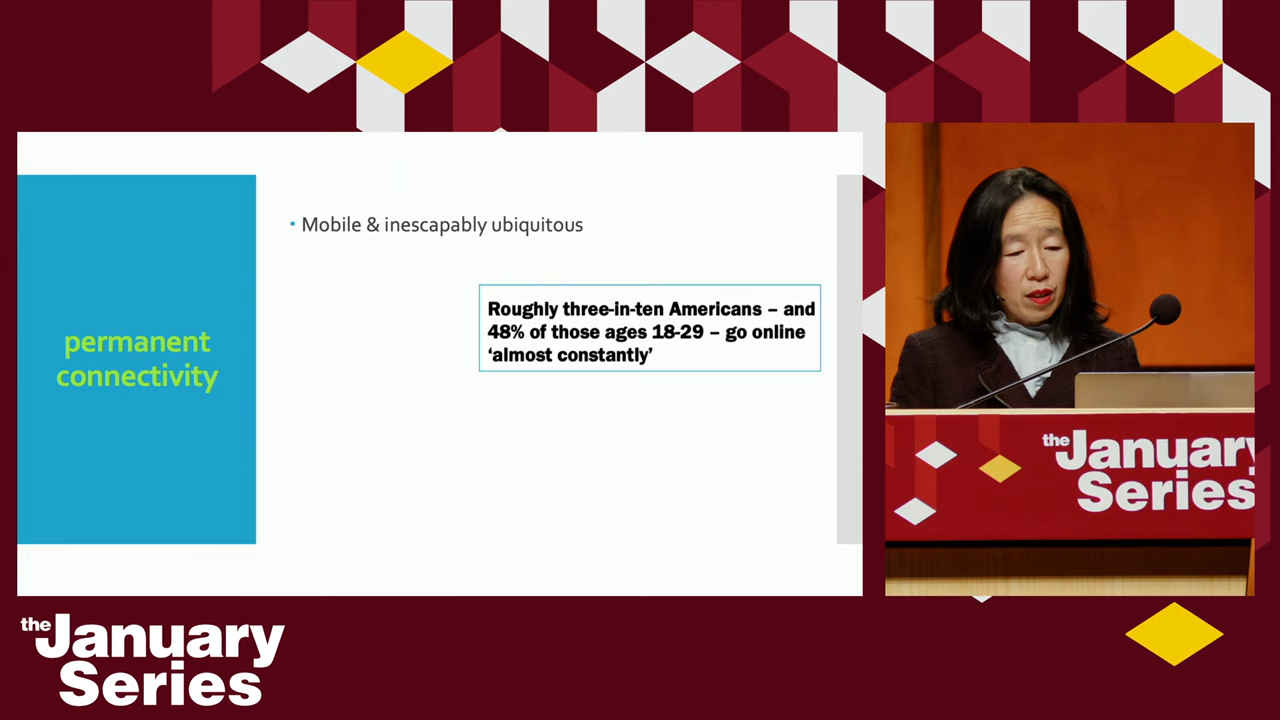 permanent
connectivity
• Mobile & inescapably ubiquitous
Roughly three-in-ten Americans – and
48% of those ages 18-29 – go online
‘almost constantly’
the January
Series
the January
Series